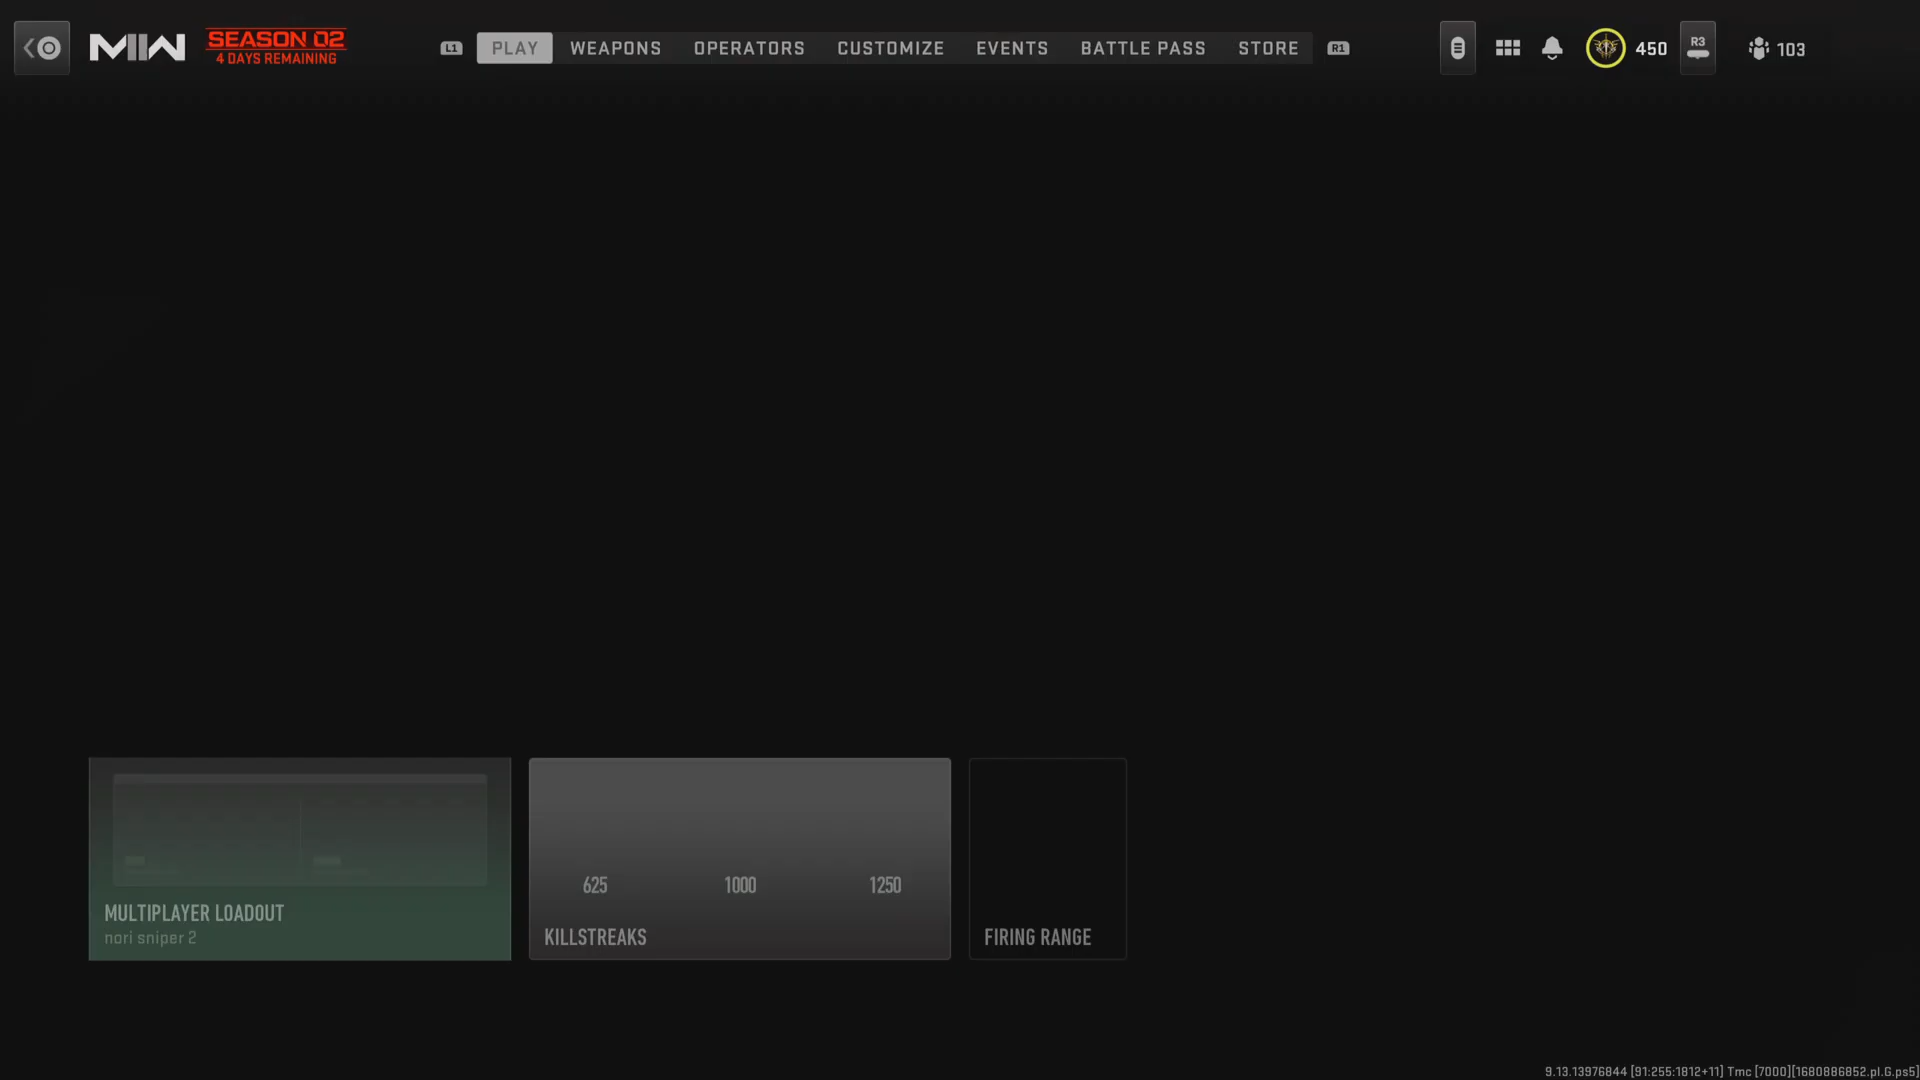 MIIW
SEASON 02
4 DAYS REMAINING
L1 PLAY WEAPONS OPERATORS CUSTOMIZE EVENTS BATTLE PASS STORE R1
450 R3 103
625 1000 1250
MULTIPLAYER LOADOUT
nori sniper 2
KILLSTREAKS
FIRING RANGE
9.13.13976844 [91:255:1812+11] Tmc [7000][1680886852.pl.G.ps5]